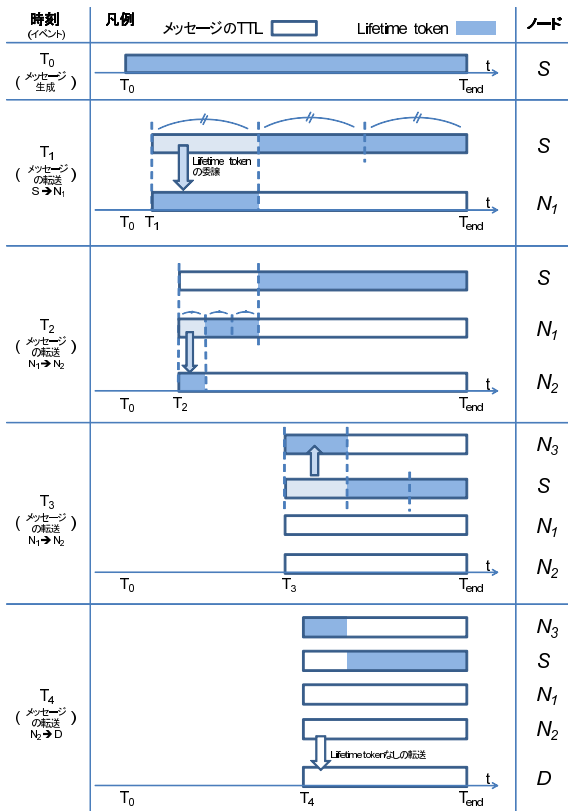 時刻
(イベント)
凡例
メッセージのTTL
Lifetime token
ノード
T0
( メッセージ
生成 )
T0
Tend
t
S
T1
( メッセージ
の転送
S→N1 )
Lifetime token
の委譲
T0
T1
Tend
t
S
N1
T2
( メッセージ
の転送
N1→N2 )
T0
T2
Tend
t
S
N1
N2
T3
( メッセージ
の転送
N1→N2 )
T0
T3
Tend
t
N3
S
N1
N2
T4
( メッセージ
の転送
N2→D )
Lifetime tokenなしの転送
T0
T4
Tend
t
N3
S
N1
N2
D